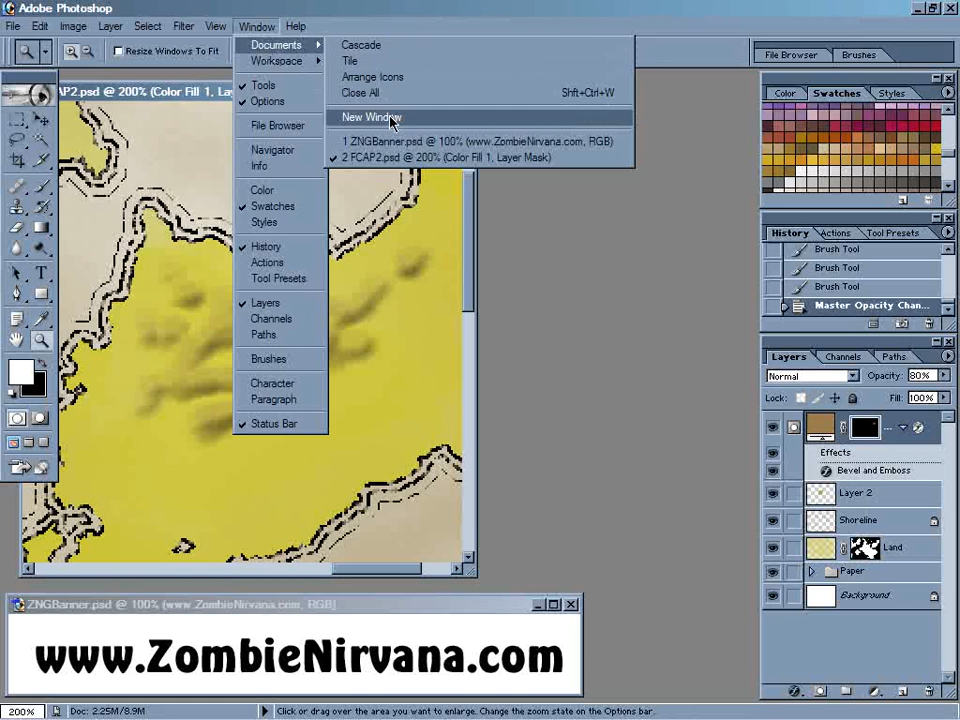 Adobe Photoshop
File Edit Image Layer Select Filter View Window Help
Resize Windows To Fit
File Browser Brushes
Documents
Workspace
Tools
Options
File Browser
Navigator
Info
Color
Swatches
Styles
History
Actions
Tool Presets
Layers
Channels
Paths
Brushes
Character
Paragraph
Status Bar
Cascade
Tile
Arrange Icons
Close All Shft+Ctrl+W
New Window
1 ZNGBanner.psd @ 100% (www.ZombieNirvana.com, RGB)
2 FCAP2.psd @ 200% (Color Fill 1, Layer Mask)
AP2.psd @ 200% (Color Fill 1, La
Color Swatches Styles
History Actions Tool Presets
Brush Tool
Brush Tool
Brush Tool
Master Opacity Chan...
Layers Channels Paths
Normal Opacity: 80%
Lock: Fill: 100%
...
Effects
Bevel and Emboss
Layer 2
Shoreline
Land
Paper
Background
ZNGBanner.psd @ 100% (www.ZombieNirvana.com, RGB)
www.ZombieNirvana.com
200% Doc: 2.25M/8.9M Click or drag over the area you want to enlarge. Change the zoom state on the Options bar.